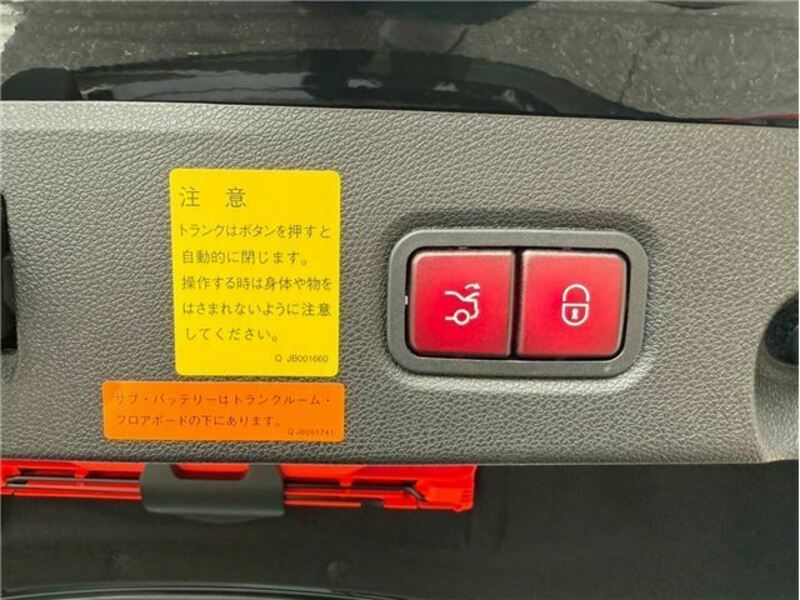 注 意
トランクはボタンを押すと
自動的に閉じます。
操作する時は身体や物を
はさまれないように注意
してください。
Q JB001660
サブ・バッテリーはトランクルーム・
フロアボードの下にあります。
Q JB001741